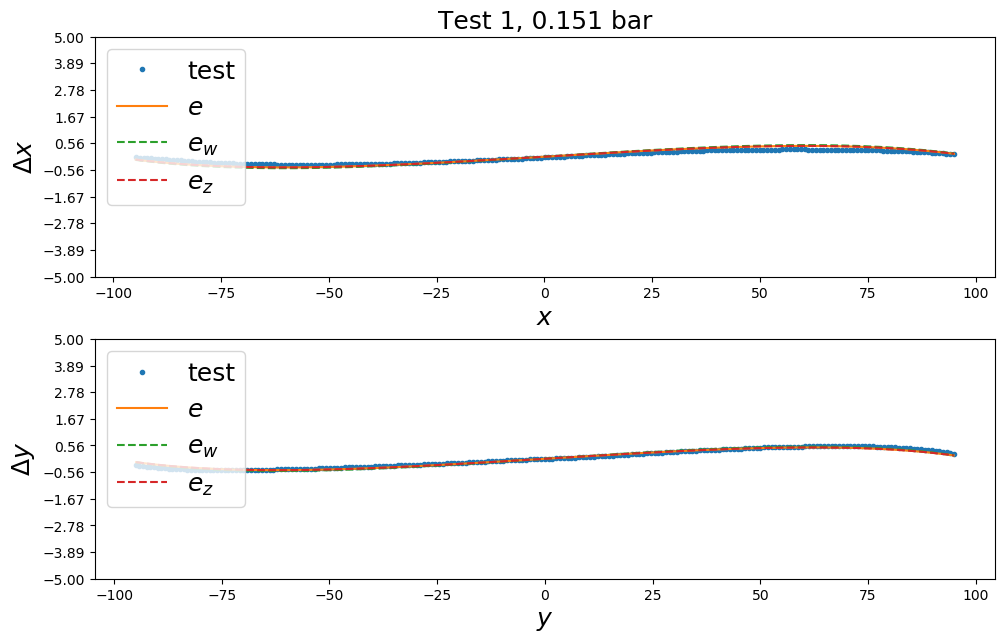 Test 1, 0.151 bar
5.00
3.89
2.78
1.67
0.56
−0.56
−1.67
−2.78
−3.89
−5.00
Δx
test
e
e_w
e_z
−100 −75 −50 −25 0 25 50 75 100
x
5.00
3.89
2.78
1.67
0.56
−0.56
−1.67
−2.78
−3.89
−5.00
Δy
test
e
e_w
e_z
−100 −75 −50 −25 0 25 50 75 100
y